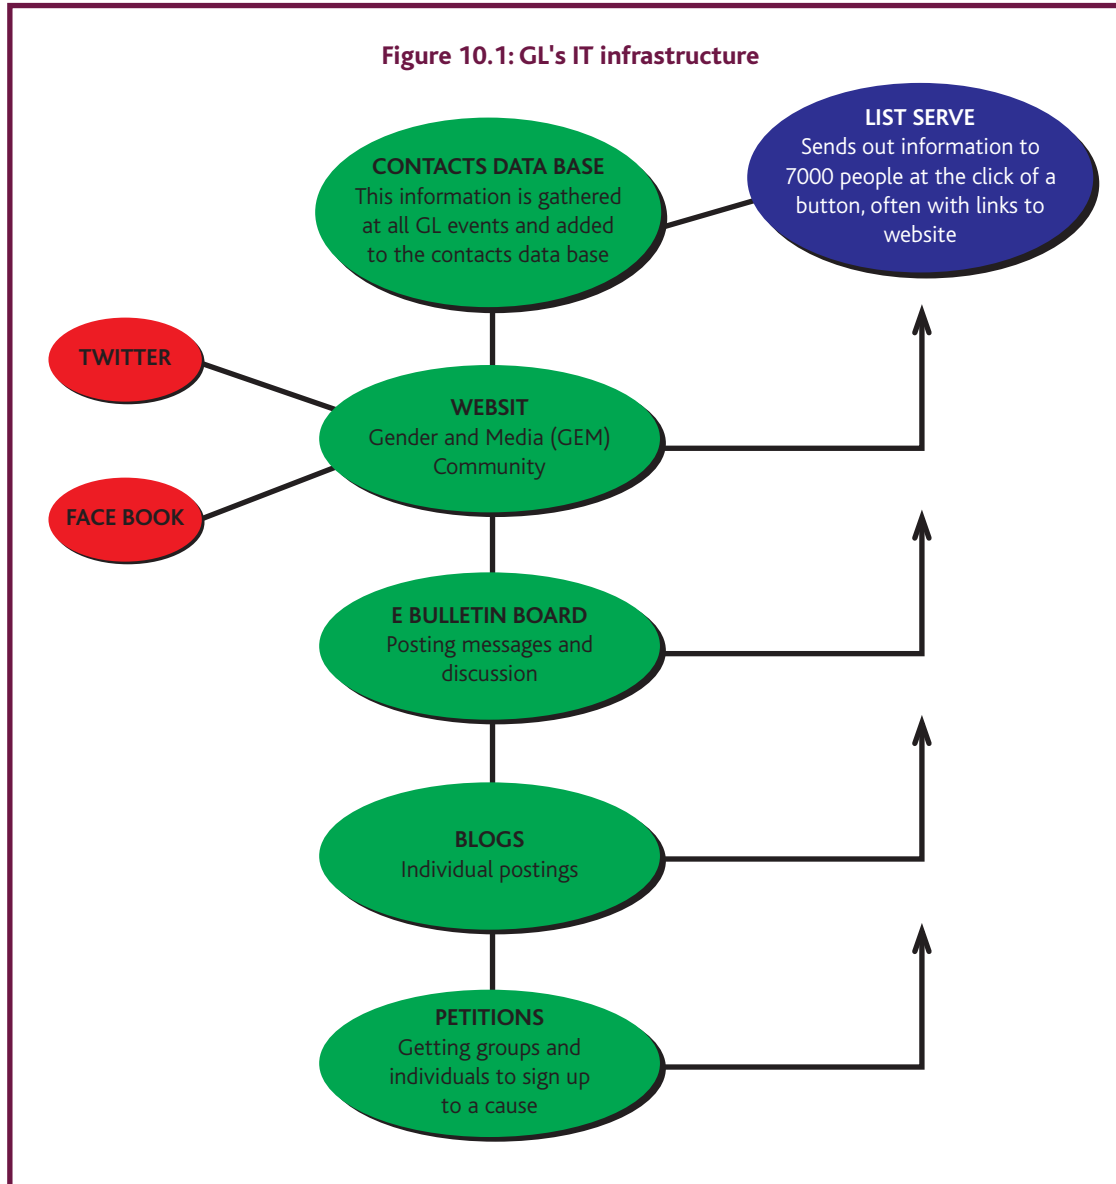 Figure 10.1: GL's IT infrastructure
LIST SERVE
Sends out information to
7000 people at the click of a
button, often with links to
website
CONTACTS DATA BASE
This information is gathered
at all GL events and added
to the contacts data base
TWITTER
WEBSIT
Gender and Media (GEM)
Community
FACE BOOK
E BULLETIN BOARD
Posting messages and
discussion
BLOGS
Individual postings
PETITIONS
Getting groups and
individuals to sign up
to a cause